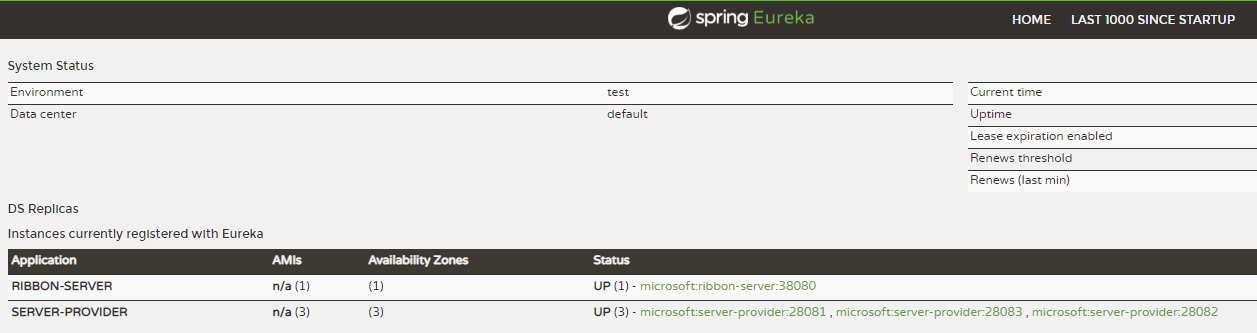 spring Eureka HOME LAST 1000 SINCE STARTUP
System Status
Environment test Current time
Data center default Uptime
Lease expiration enabled
Renews threshold
Renews (last min)
DS Replicas
Instances currently registered with Eureka
Application AMIs Availability Zones Status
RIBBON-SERVER n/a (1) (1) UP (1) - microsoft:ribbon-server:38080
SERVER-PROVIDER n/a (3) (3) UP (3) - microsoft:server-provider:28081 , microsoft:server-provider:28083 , microsoft:server-provider:28082